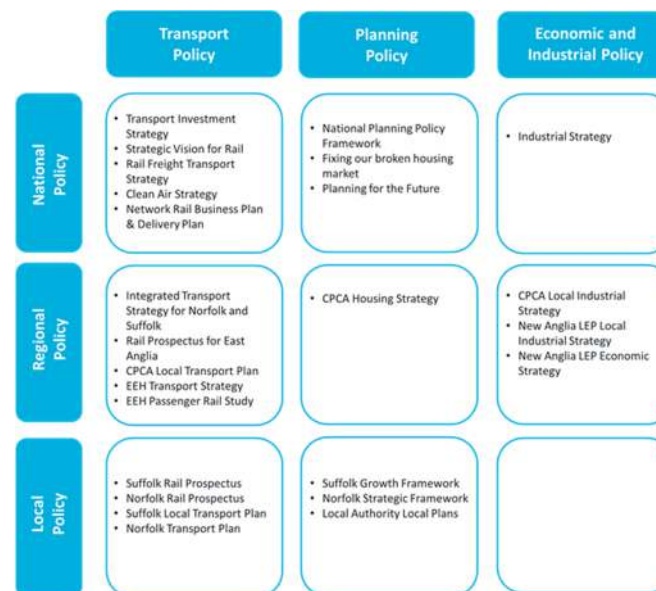 Transport
Policy
Planning
Policy
Economic and
Industrial Policy
National
Policy
• Transport Investment
Strategy
• Strategic Vision for Rail
• Rail Freight Transport
Strategy
• Clean Air Strategy
• Network Rail Business Plan
& Delivery Plan
• National Planning Policy
Framework
• Fixing our broken housing
market
• Planning for the Future
• Industrial Strategy
Regional
Policy
• Integrated Transport
Strategy for Norfolk and
Suffolk
• Rail Prospectus for East
Anglia
• CPCA Local Transport Plan
• EEH Transport Strategy
• EEH Passenger Rail Study
• CPCA Housing Strategy
• CPCA Local Industrial
Strategy
• New Anglia LEP Local
Industrial Strategy
• New Anglia LEP Economic
Strategy
Local
Policy
• Suffolk Rail Prospectus
• Norfolk Rail Prospectus
• Suffolk Local Transport Plan
• Norfolk Transport Plan
• Suffolk Growth Framework
• Norfolk Strategic Framework
• Local Authority Local Plans